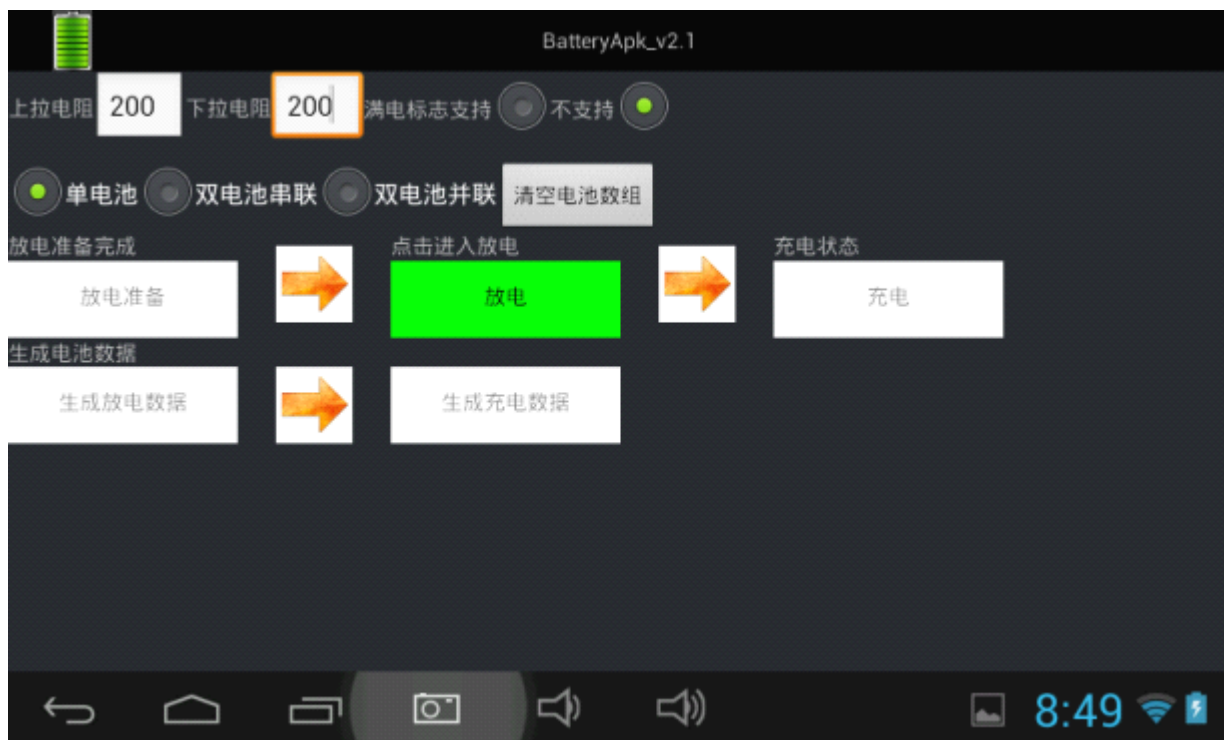 BatteryApk_v2.1
上拉电阻 200 下拉电阻 200 满电标志支持 不支持
单电池 双电池串联 双电池并联 清空电池数组
放电准备完成 点击进入放电 充电状态
放电准备 放电 充电
生成电池数据
生成放电数据 生成充电数据
8:49